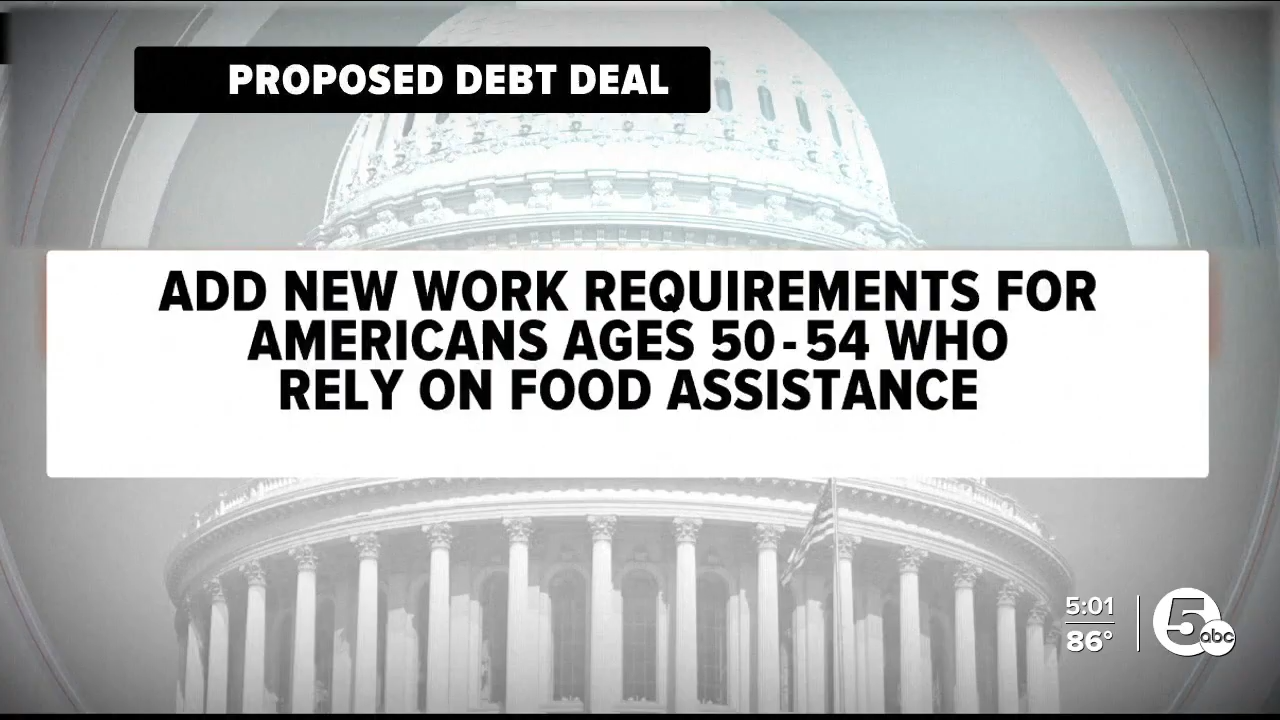 PROPOSED DEBT DEAL
ADD NEW WORK REQUIREMENTS FOR
AMERICANS AGES 50-54 WHO
RELY ON FOOD ASSISTANCE
5:01
86°
5 abc